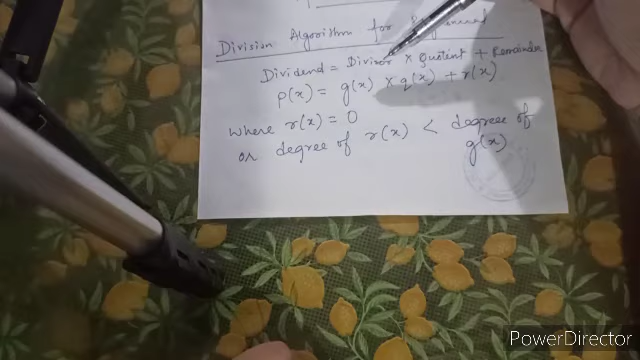 Division Algorithm for
Dividend = Divisor × Quotient + Remainder
p(x) = g(x) × q(x) + r(x)
where r(x) = 0
or degree of r(x) < degree of
g(x)
PowerDirector